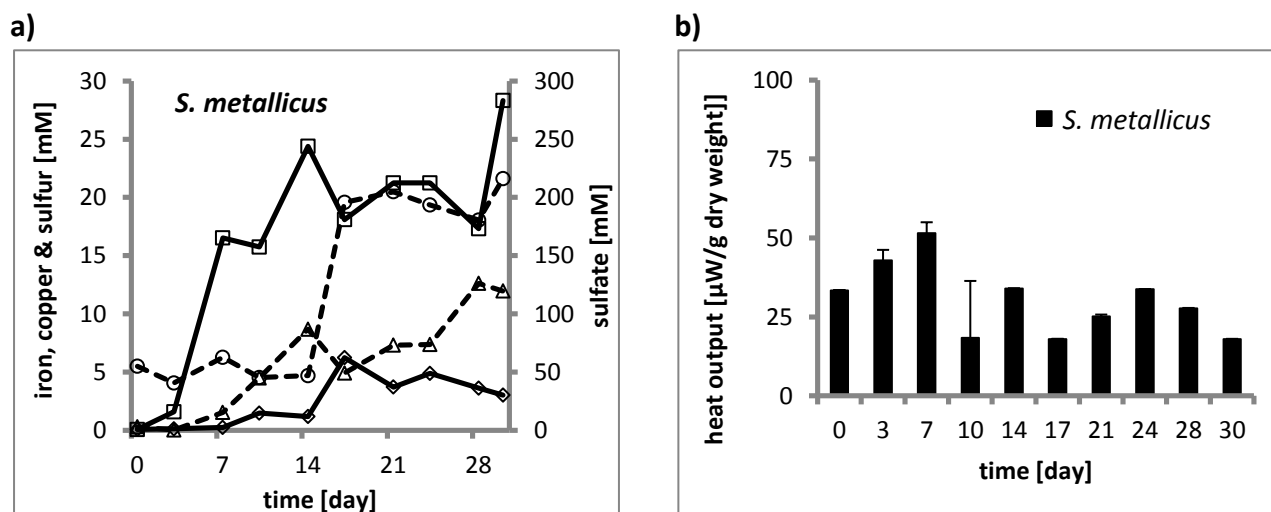 a)
S. metallicus
iron, copper & sulfur [mM]
30
25
20
15
10
5
0
sulfate [mM]
300
250
200
150
100
50
0
0 7 14 21 28
time [day]
b)
S. metallicus
heat output [µW/g dry weight]]
100
75
50
25
0
0 3 7 10 14 17 21 24 28 30
time [day]